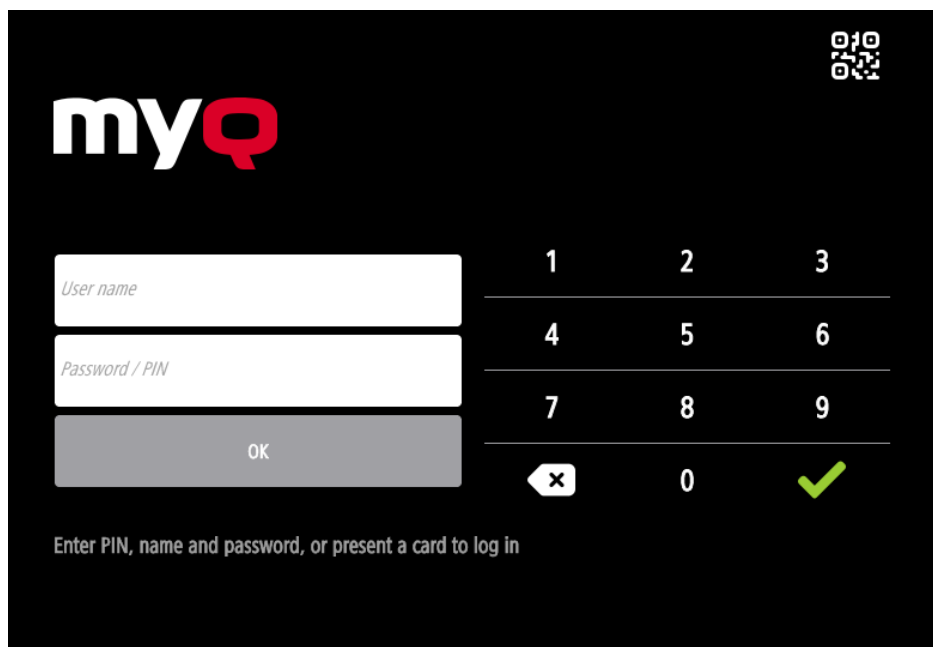 myQ
User name
Password / PIN
OK
1 2 3
4 5 6
7 8 9
0
Enter PIN, name and password, or present a card to log in